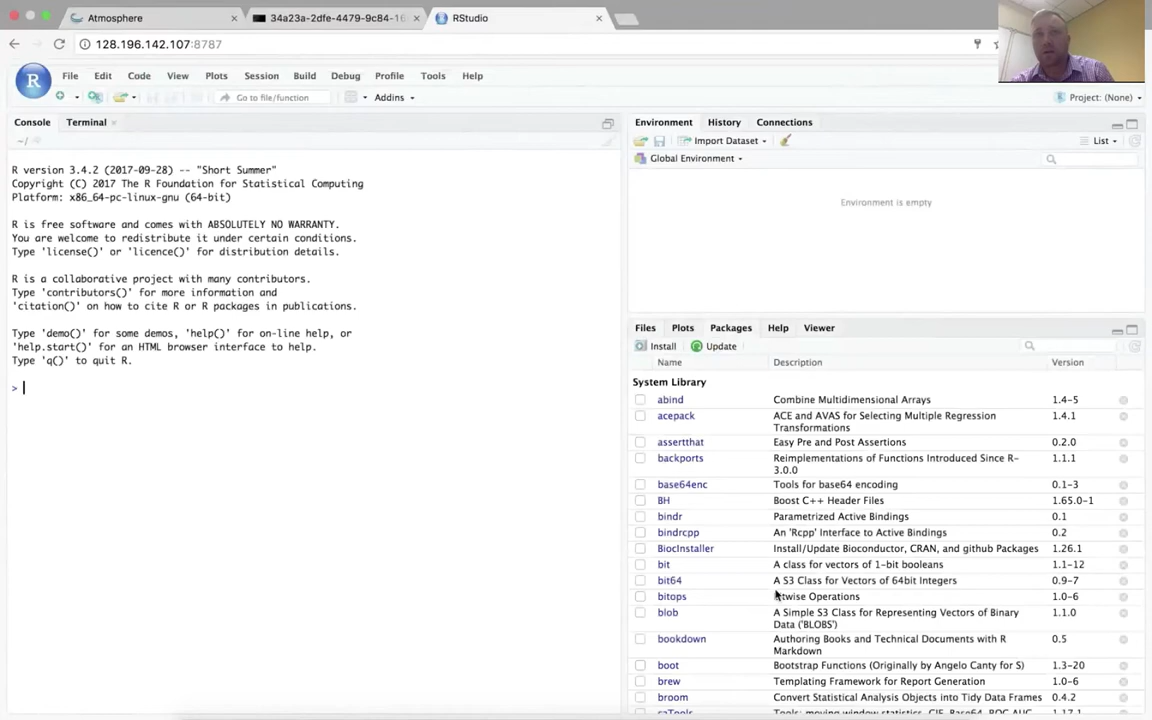 Atmosphere
34a23a-2dfe-4479-9c84-16
RStudio
128.196.142.107:8787
R
File Edit Code View Plots Session Build Debug Profile Tools Help
Go to file/function
Addins
Project: (None)
Console Terminal
~/
R version 3.4.2 (2017-09-28) -- "Short Summer"
Copyright (C) 2017 The R Foundation for Statistical Computing
Platform: x86_64-pc-linux-gnu (64-bit)
R is free software and comes with ABSOLUTELY NO WARRANTY.
You are welcome to redistribute it under certain conditions.
Type 'license()' or 'licence()' for distribution details.
R is a collaborative project with many contributors.
Type 'contributors()' for more information and
'citation()' on how to cite R or R packages in publications.
Type 'demo()' for some demos, 'help()' for on-line help, or
'help.start()' for an HTML browser interface to help.
Type 'q()' to quit R.
>
Environment History Connections
Import Dataset
List
Global Environment
Environment is empty
Files Plots Packages Help Viewer
Install Update
Name Description Version
System Library
abind Combine Multidimensional Arrays 1.4-5
acepack ACE and AVAS for Selecting Multiple Regression 1.4.1
Transformations
assertthat Easy Pre and Post Assertions 0.2.0
backports Reimplementations of Functions Introduced Since R- 1.1.1
3.0.0
base64enc Tools for base64 encoding 0.1-3
BH Boost C++ Header Files 1.65.0-1
bindr Parametrized Active Bindings 0.1
bindrcpp An 'Rcpp' Interface to Active Bindings 0.2
BiocInstaller Install/Update Bioconductor, CRAN, and github Packages 1.26.1
bit A class for vectors of 1-bit booleans 1.1-12
bit64 A S3 Class for Vectors of 64bit Integers 0.9-7
bitops Operations 1.0-6
blob A Simple S3 Class for Representing Vectors of Binary 1.1.0
Data ('BLOBS')
bookdown Authoring Books and Technical Documents with R 0.5
Markdown
boot Bootstrap Functions (Originally by Angelo Canty for S) 1.3-20
brew Templating Framework for Report Generation 1.0-6
broom Convert Statistical Analysis Objects into Tidy Data Frames 0.4.2
caTools Tools: moving window statistics, GIF, Base64, ROC AUC, 1.17.1